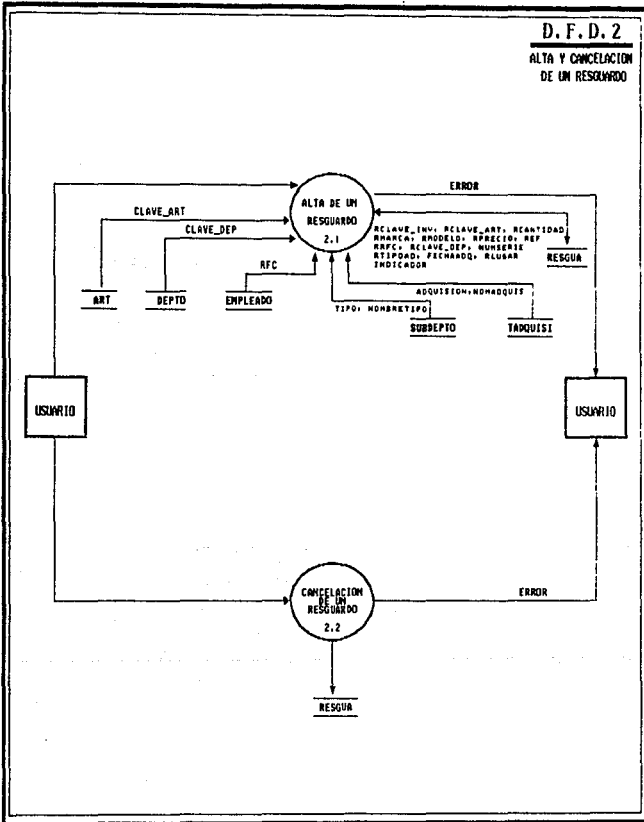 D.F.D.2
ALTA Y CANCELACION
DE UN RESGUARDO
ERROR
ALTA DE UN
RESGUARDO
2.1
CLAVE_ART
CLAVE_DEP
RFC
RCLAVE_INV, RCLAVE_ART, RCANTIDAD
RMARCA, RMODELO, RPRECIO, REF
RRFC, RCLAVE_DEP, NUMSERIE
RTIPOAD, FECHAADQ, RLUGAR
INDICADOR
RESGUA
ART
DEPTO
EMPLEADO
ADQUISION,NOMADQUIS
TIPO, NOMBRETIPO
SUBDEPTO
TADQUISI
USUARIO
USUARIO
CANCELACION
DE UN
RESGUARDO
2.2
ERROR
RESGUA